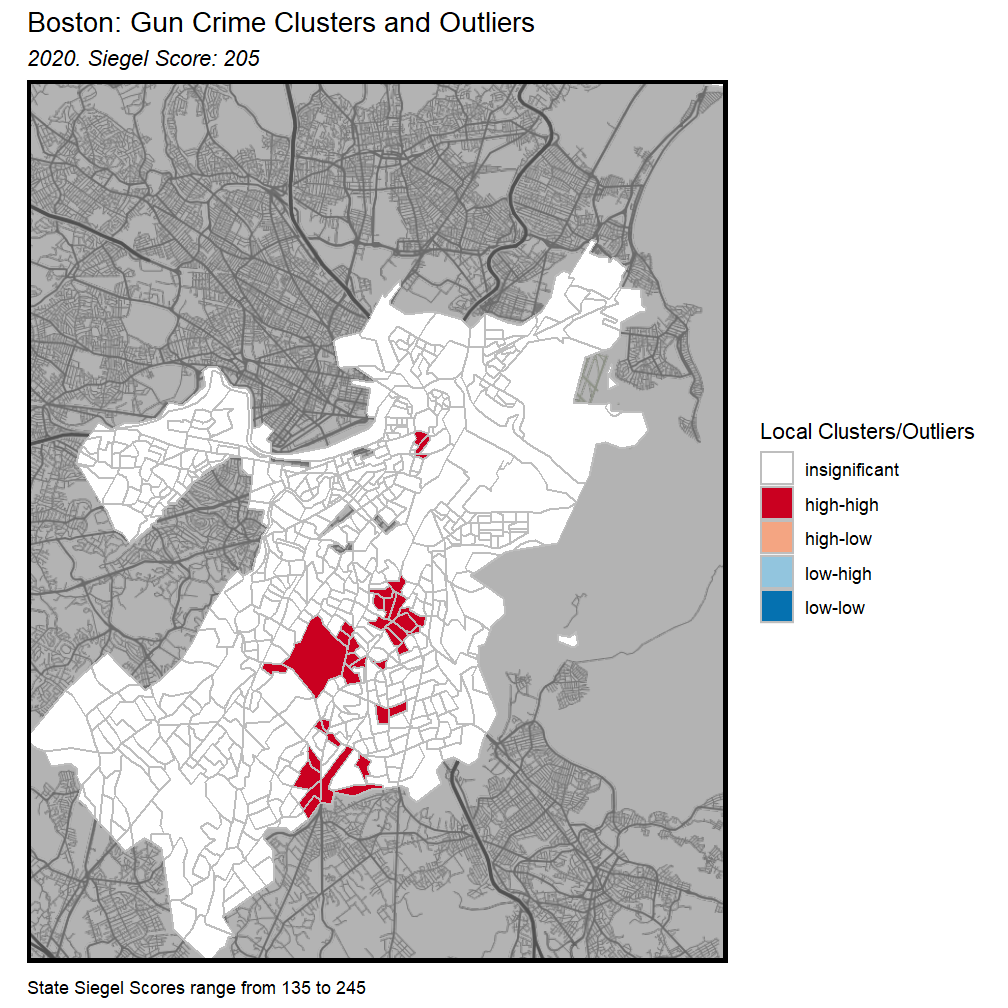 Boston: Gun Crime Clusters and Outliers
2020. Siegel Score: 205
Local Clusters/Outliers
insignificant
high-high
high-low
low-high
low-low
State Siegel Scores range from 135 to 245